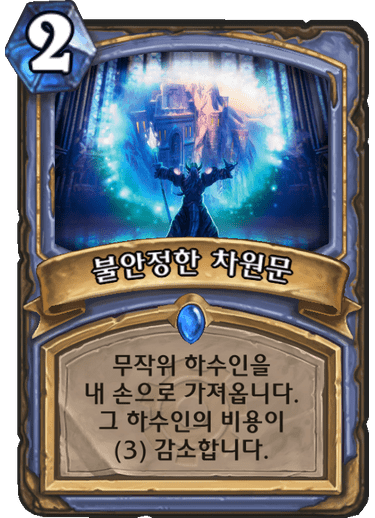 2
불안정한 차원문
무작위 하수인을
내 손으로 가져옵니다.
그 하수인의 비용이
(3) 감소합니다.